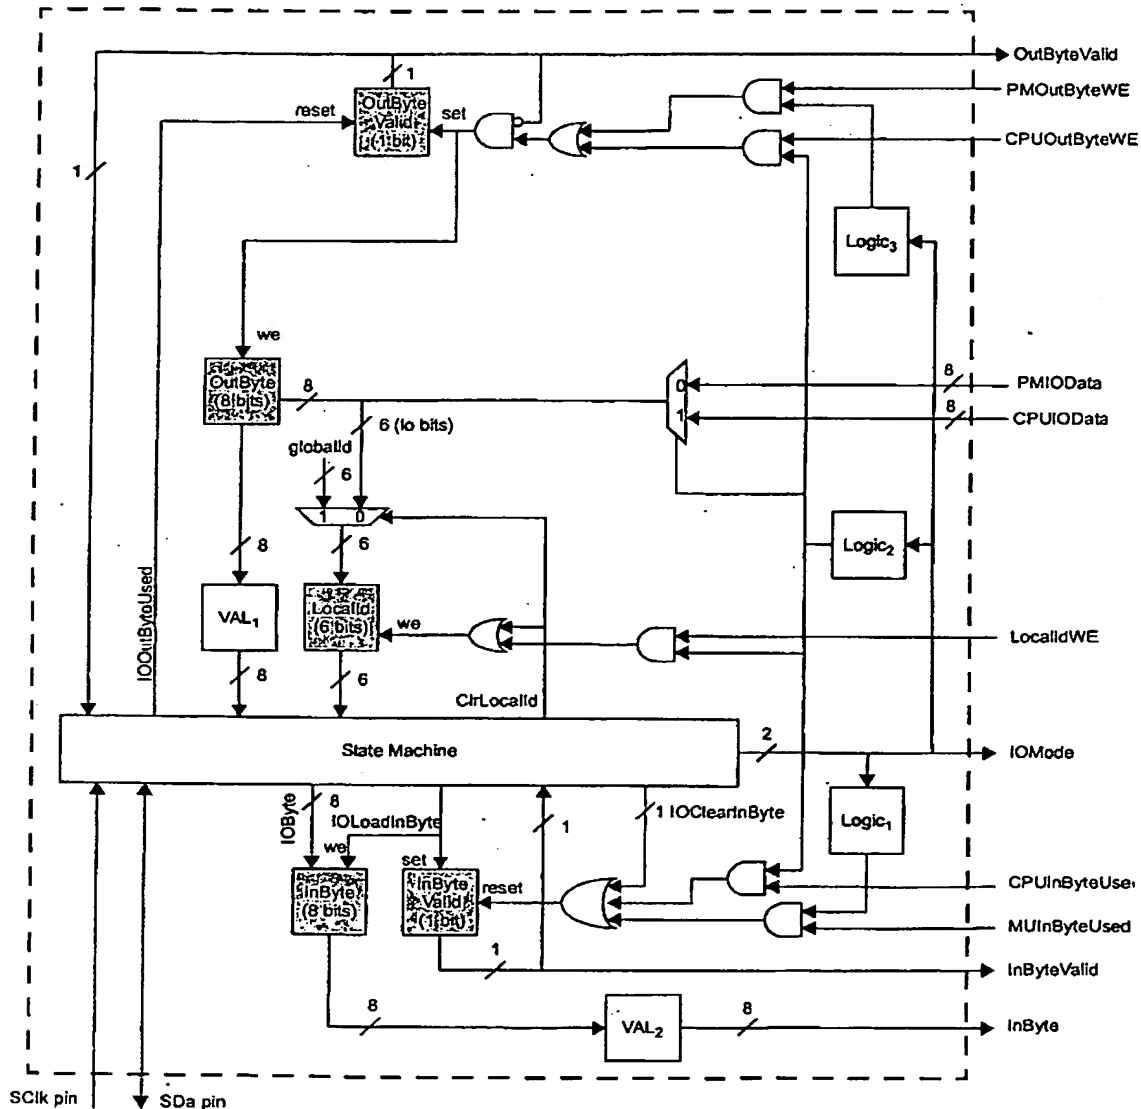 OutByteValid
1
OutByte
Valid
(1 bit)
reset
set
PMOutByteWE
CPUOutByteWE
1
Logic3
we
OutByte
(8 bits)
8
0
1
8
PMIOData
8
CPUIOData
6 (lo bits)
globalId
6
1 0
8
6
Logic2
IOOutByteUsed
VAL1
LocalId
(6 bits)
we
LocalIdWE
8
6
ClrLocalId
State Machine
2
IOMode
IOByte
8
IOLoadInByte
1
1 IOClearInByte
Logic1
we
set
InByte
(8 bits)
InByte
Valid
(1 bit)
reset
CPUInByteUse
MUInByteUsed
1
InByteValid
8
VAL2
8
InByte
SClk pin
SDa pin